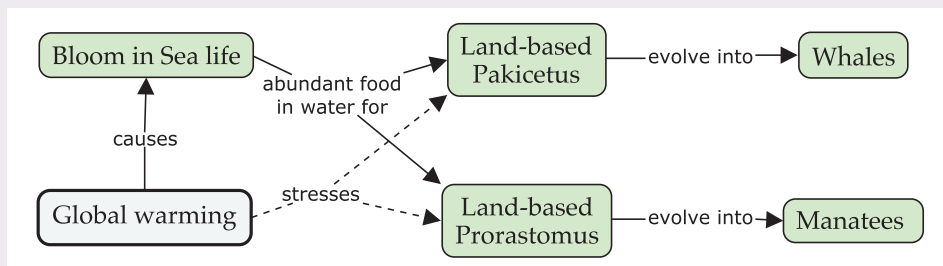 Bloom in Sea life
abundant food
in water for
Land-based
Pakicetus
evolve into
Whales
causes
Global warming
stresses
Land-based
Prorastomus
evolve into
Manatees